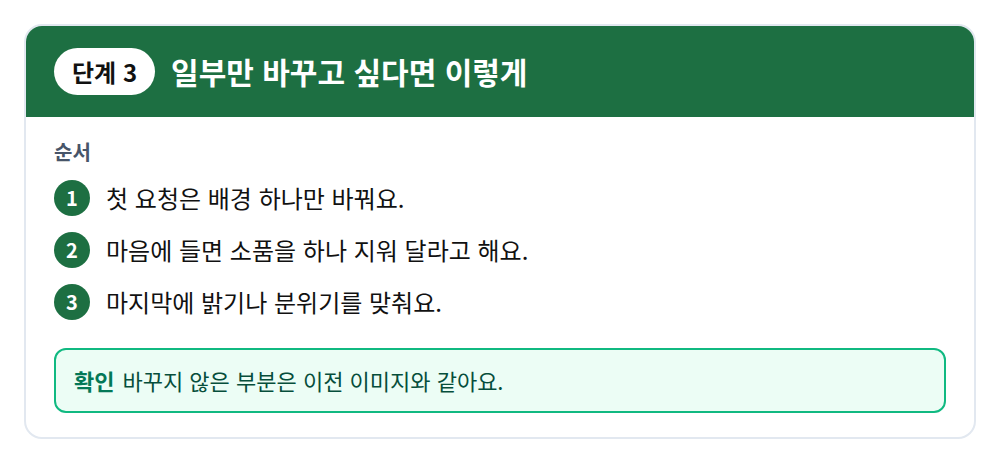 단계 3 일부만 바꾸고 싶다면 이렇게
순서
1 첫 요청은 배경 하나만 바꿔요.
2 마음에 들면 소품을 하나 지워 달라고 해요.
3 마지막에 밝기나 분위기를 맞춰요.
확인 바꾸지 않은 부분은 이전 이미지와 같아요.